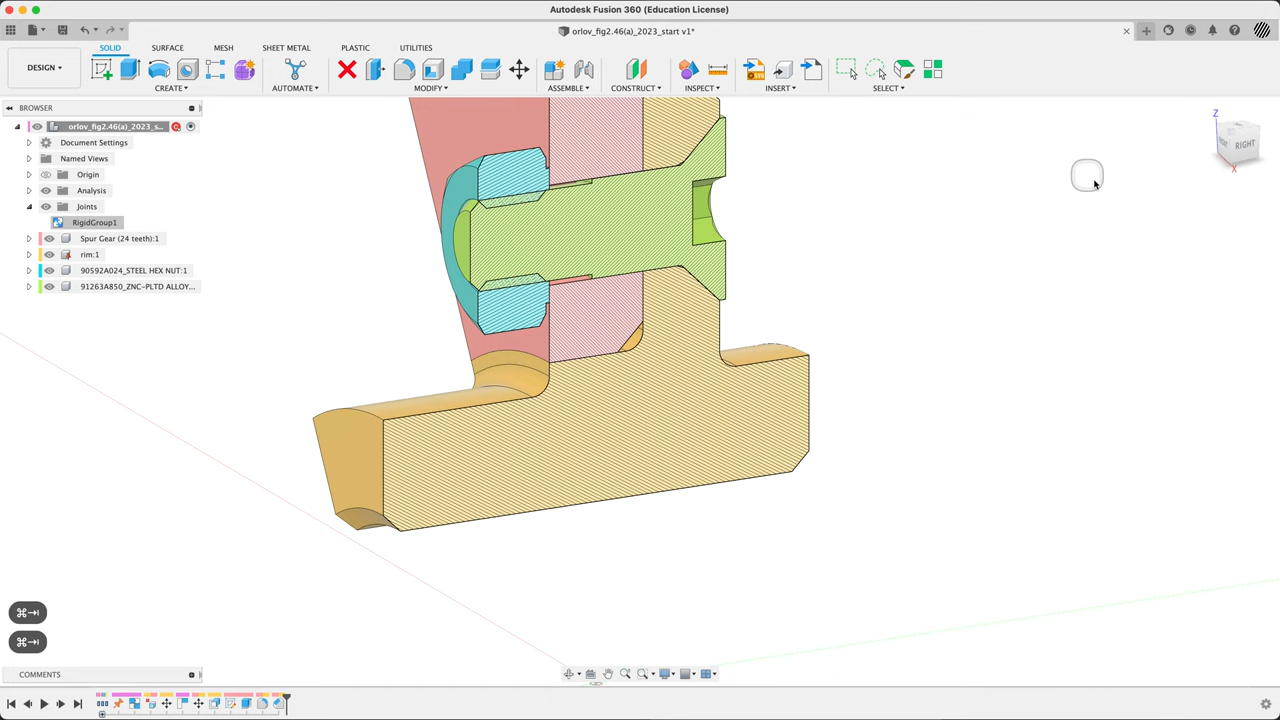 Autodesk Fusion 360 (Education License)
orlov_fig2.46(a)_2023_start v1*
DESIGN
SOLID
SURFACE
MESH
SHEET METAL
PLASTIC
UTILITIES
CREATE
AUTOMATE
MODIFY
ASSEMBLE
CONSTRUCT
INSPECT
INSERT
SELECT
BROWSER
orlov_fig2.46(a)_2023_s...
Document Settings
Named Views
Origin
Analysis
Joints
RigidGroup1
Spur Gear (24 teeth):1
rim:1
90592A024_STEEL HEX NUT:1
91263A850_ZNC-PLTD ALLOY...
Z
RIGHT
X
⌘⇥
⌘⇥
COMMENTS